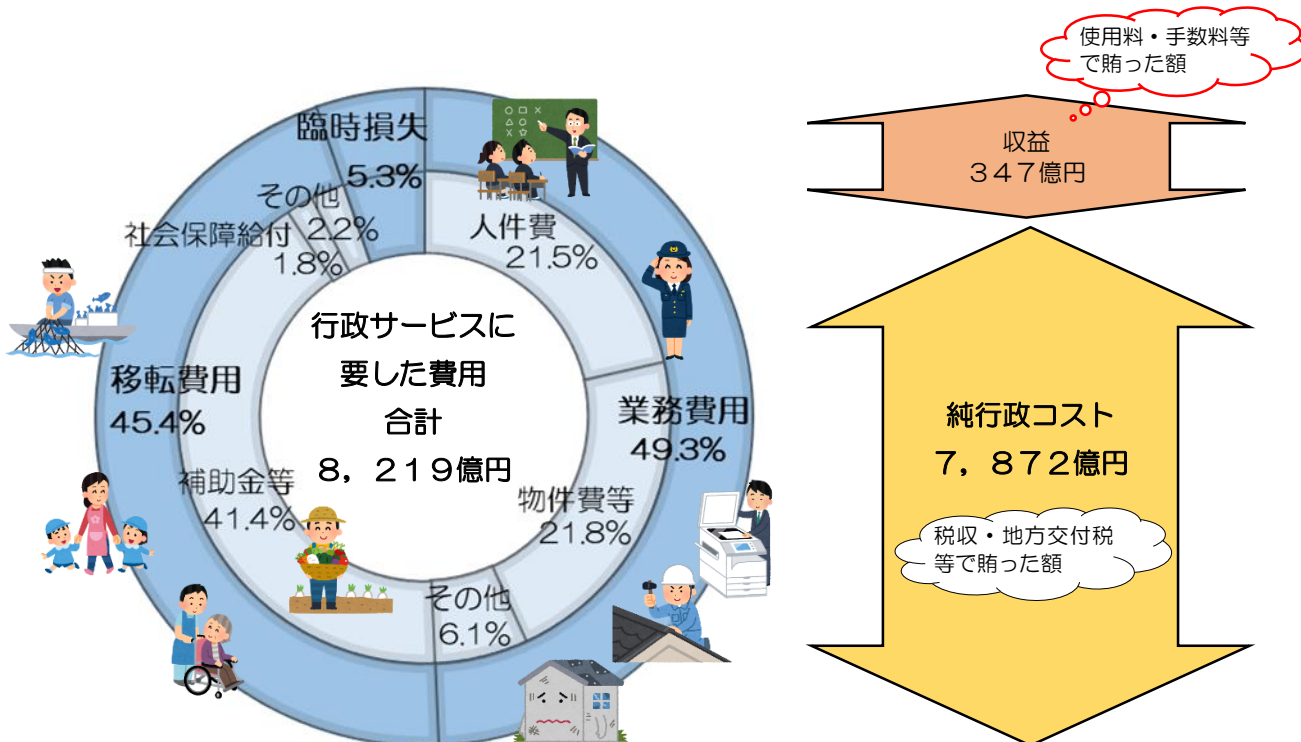 使用料・手数料等
で賄った額
収益
347億円
臨時損失
5.3%
その他
2.2%
社会保障給付
1.8%
人件費
21.5%
行政サービスに
要した費用
合計
8,219億円
移転費用
45.4%
業務費用
49.3%
補助金等
41.4%
物件費等
21.8%
その他
6.1%
純行政コスト
7,872億円
税収・地方交付税
等で賄った額